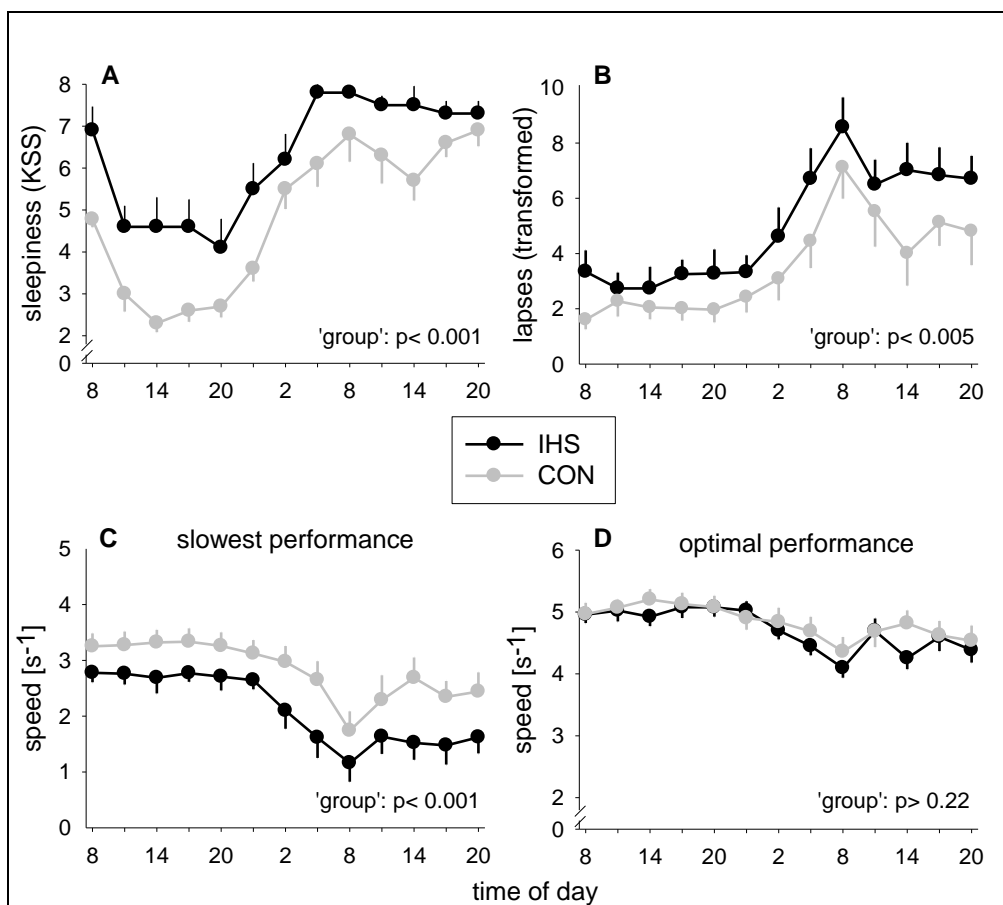 A
B
sleepiness (KSS)
8
7
6
5
4
3
2
0
'group': p< 0.001
8 14 20 2 8 14 20
lapses (transformed)
10
8
6
4
2
0
'group': p< 0.005
8 14 20 2 8 14 20
IHS
CON
C slowest performance
speed [s⁻¹]
5
4
3
2
1
0
'group': p< 0.001
8 14 20 2 8 14 20
D optimal performance
speed [s⁻¹]
6
5
4
2
0
'group': p> 0.22
8 14 20 2 8 14 20
time of day